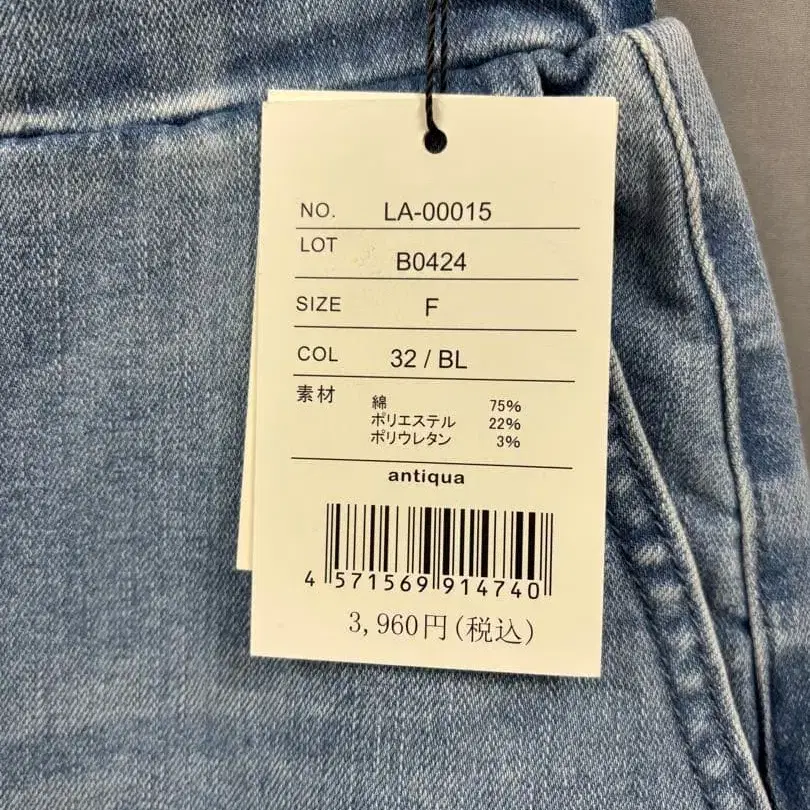 NO. LA-00015
LOT B0424
SIZE F
COL 32 / BL
素材 綿 75%
ポリエステル 22%
ポリウレタン 3%
antiqua
4 571569 914740
3,960円(税込)